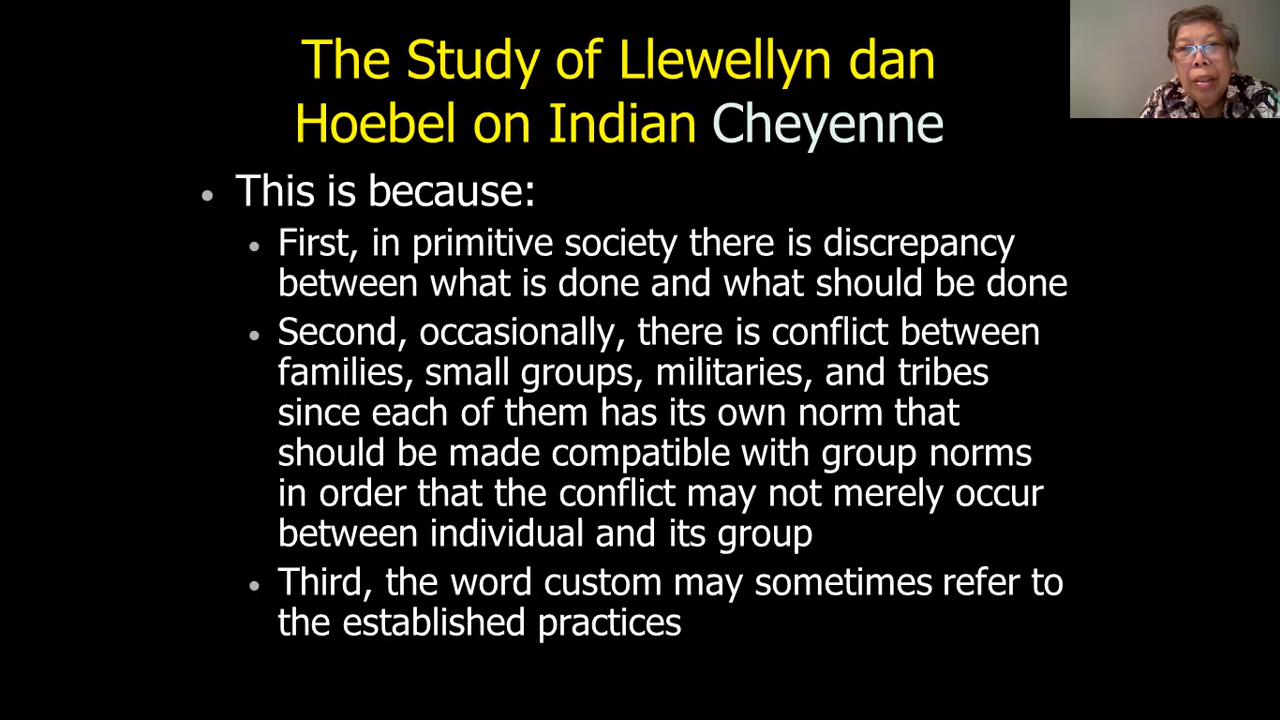 The Study of Llewellyn dan
Hoebel on Indian Cheyenne
• This is because:
• First, in primitive society there is discrepancy
between what is done and what should be done
• Second, occasionally, there is conflict between
families, small groups, militaries, and tribes
since each of them has its own norm that
should be made compatible with group norms
in order that the conflict may not merely occur
between individual and its group
• Third, the word custom may sometimes refer to
the established practices